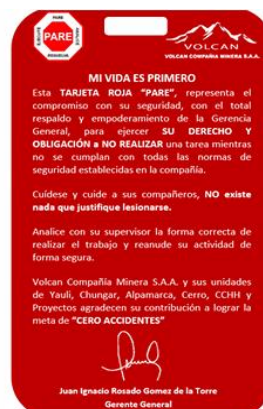 PARE
PARE
VOLCAN
VOLCAN COMPAÑIA MINERA S.A.A.
MI VIDA ES PRIMERO
Esta TARJETA ROJA "PARE", representa el
compromiso con su seguridad, con el total
respaldo y empoderamiento de la Gerencia
General, para ejercer SU DERECHO Y
OBLIGACIÓN a NO REALIZAR una tarea mientras
no se cumplan con todas las normas de
seguridad establecidas en la compañía.
Cuídese y cuide a sus compañeros, NO existe
nada que justifique lesionarse.
Analice con su supervisor la forma correcta de
realizar el trabajo y reanude su actividad de
forma segura.
Volcan Compañia Minera S.A.A. y sus unidades
de Yauli, Chungar, Alpamarca, Cerro, CCHH y
Proyectos agradecen su contribución a lograr la
meta de "CERO ACCIDENTES"
Juan Ignacio Rosado Gomez de la Torre
Gerente General